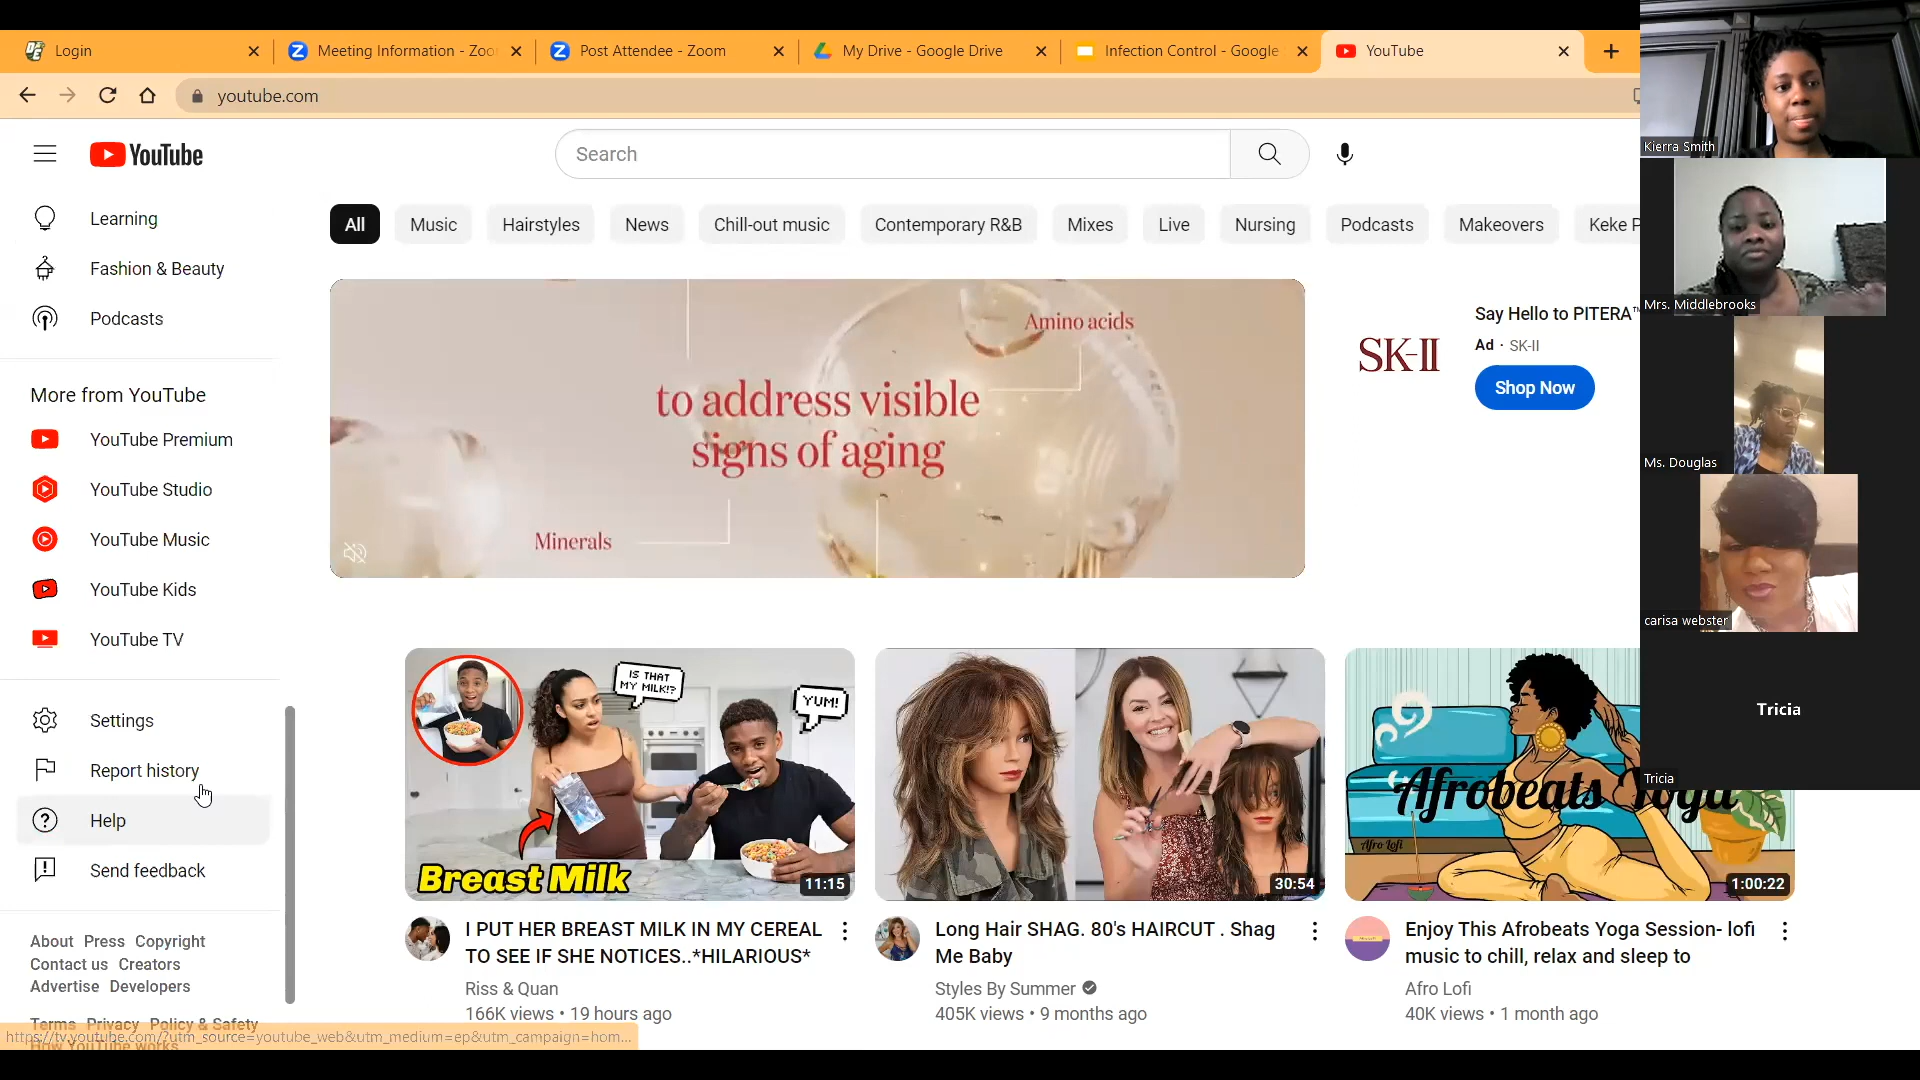 Login
Meeting Information - Zoo
Post Attendee - Zoom
My Drive - Google Drive
Infection Control - Google
YouTube
youtube.com
YouTube
Search
Learning
Fashion & Beauty
Podcasts
More from YouTube
YouTube Premium
YouTube Studio
YouTube Music
YouTube Kids
YouTube TV
Settings
Report history
Help
Send feedback
About Press Copyright
Contact us Creators
Advertise Developers
Terms Privacy Policy & Safety
How YouTube works
https://tv.youtube.com/?utm_source=youtube_web&utm_medium=ep&utm_campaign=hom...
All
Music
Hairstyles
News
Chill-out music
Contemporary R&B
Mixes
Live
Nursing
Podcasts
Makeovers
Keke P
Amino acids
to address visible
signs of aging
Minerals
SK-II
Say Hello to PITERA™
Ad · SK-II
Shop Now
IS THAT
MY MILK!?
YUM!
Breast Milk
11:15
I PUT HER BREAST MILK IN MY CEREAL
TO SEE IF SHE NOTICES..*HILARIOUS*
Riss & Quan
166K views • 19 hours ago
30:54
Long Hair SHAG. 80's HAIRCUT . Shag
Me Baby
Styles By Summer
405K views • 9 months ago
Afrobeats Yoga
Afro Lofi
1:00:22
Enjoy This Afrobeats Yoga Session- lofi
music to chill, relax and sleep to
Afro Lofi
40K views • 1 month ago
Kierra Smith
Mrs. Middlebrooks
Ms. Douglas
carisa webster
Tricia
Tricia